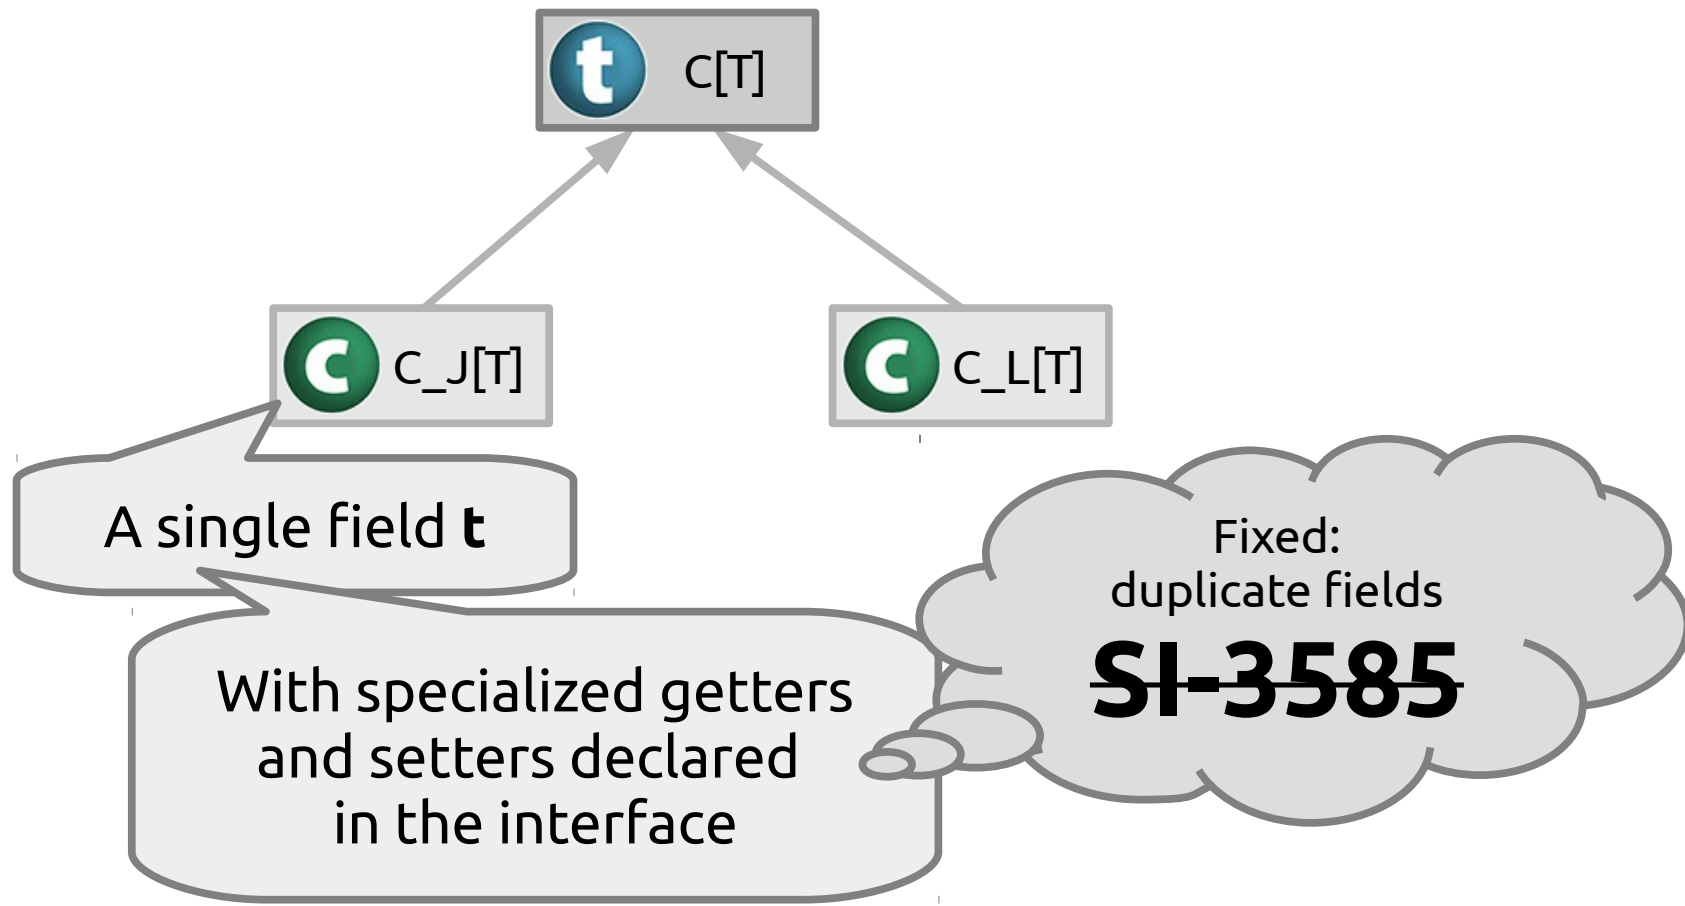 t C[T]
c C_J[T]
c C_L[T]
A single field t
With specialized getters
and setters declared
in the interface
Fixed:
duplicate fields
SI-3585